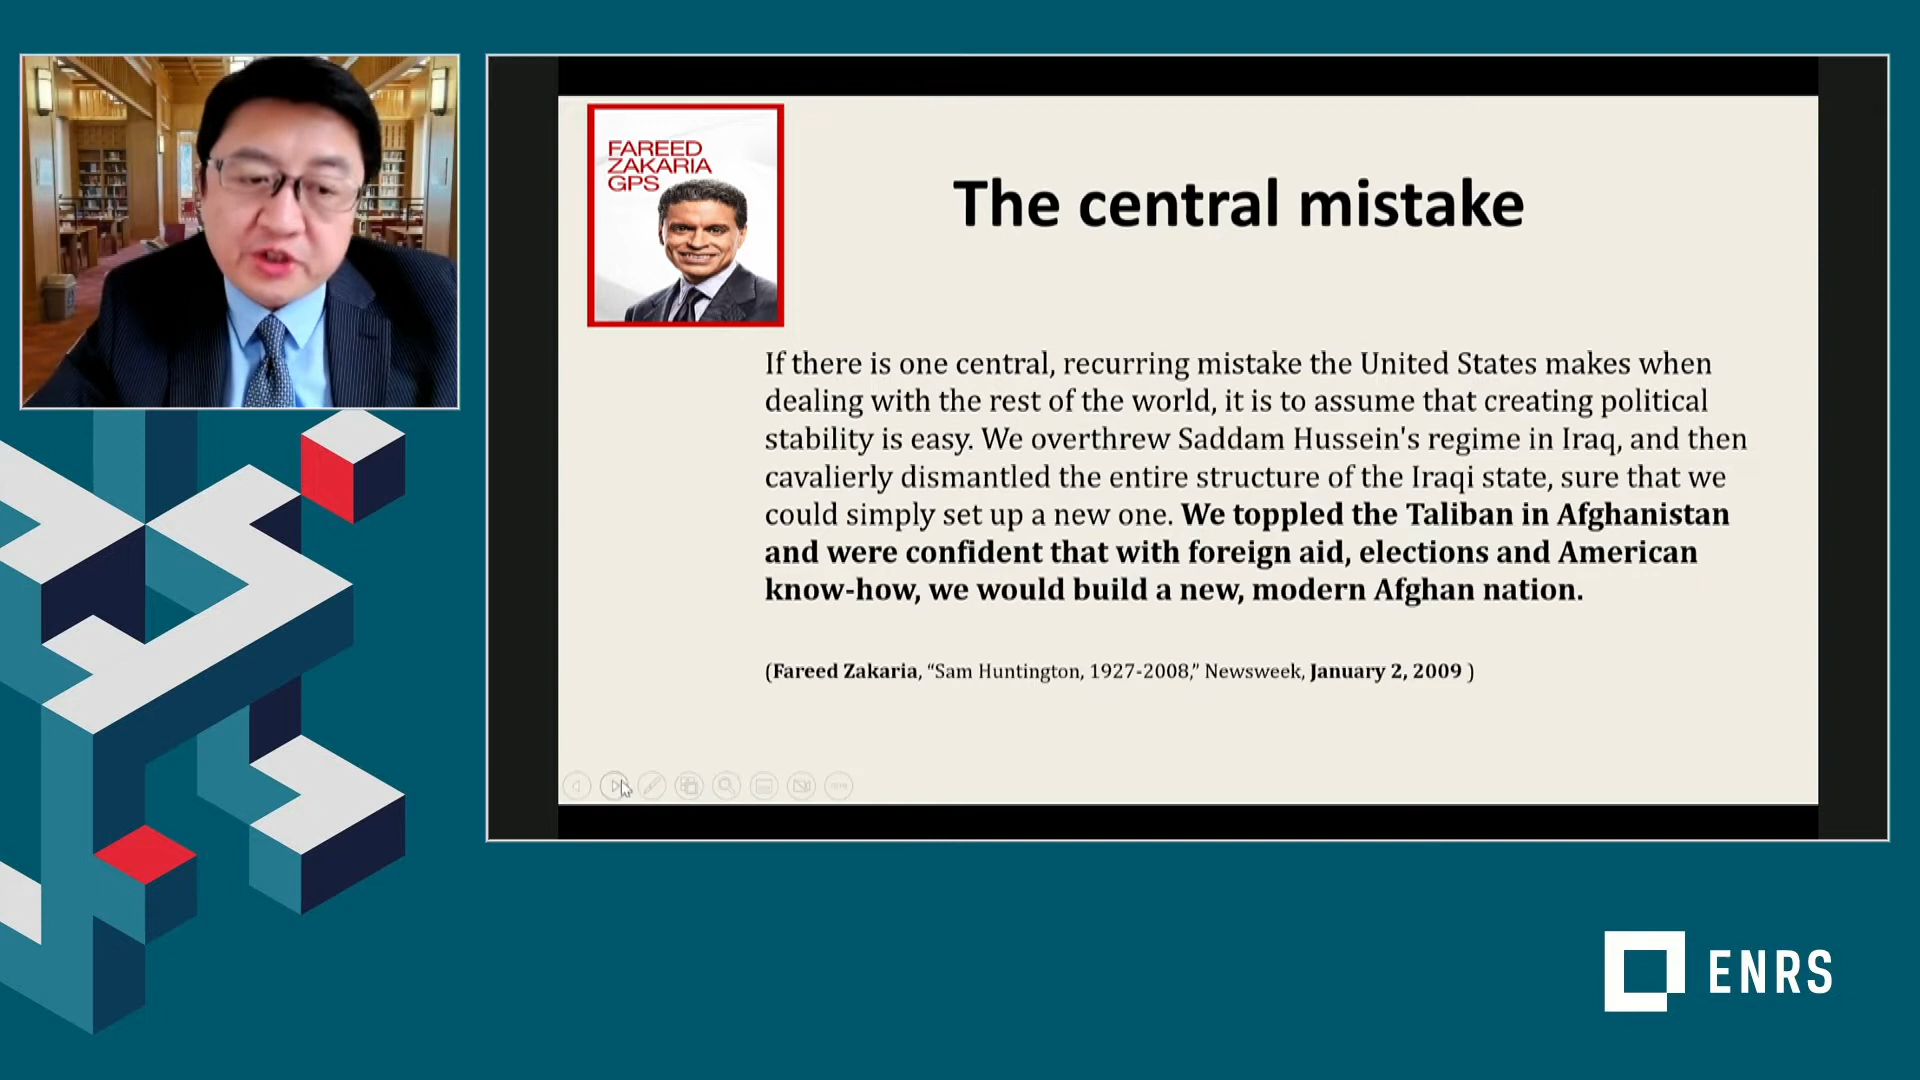 FAREED
ZAKARIA
GPS
The central mistake
If there is one central, recurring mistake the United States makes when
dealing with the rest of the world, it is to assume that creating political
stability is easy. We overthrew Saddam Hussein's regime in Iraq, and then
cavalierly dismantled the entire structure of the Iraqi state, sure that we
could simply set up a new one. We toppled the Taliban in Afghanistan
and were confident that with foreign aid, elections and American
know-how, we would build a new, modern Afghan nation.
(Fareed Zakaria, “Sam Huntington, 1927-2008,” Newsweek, January 2, 2009 )
ENRS